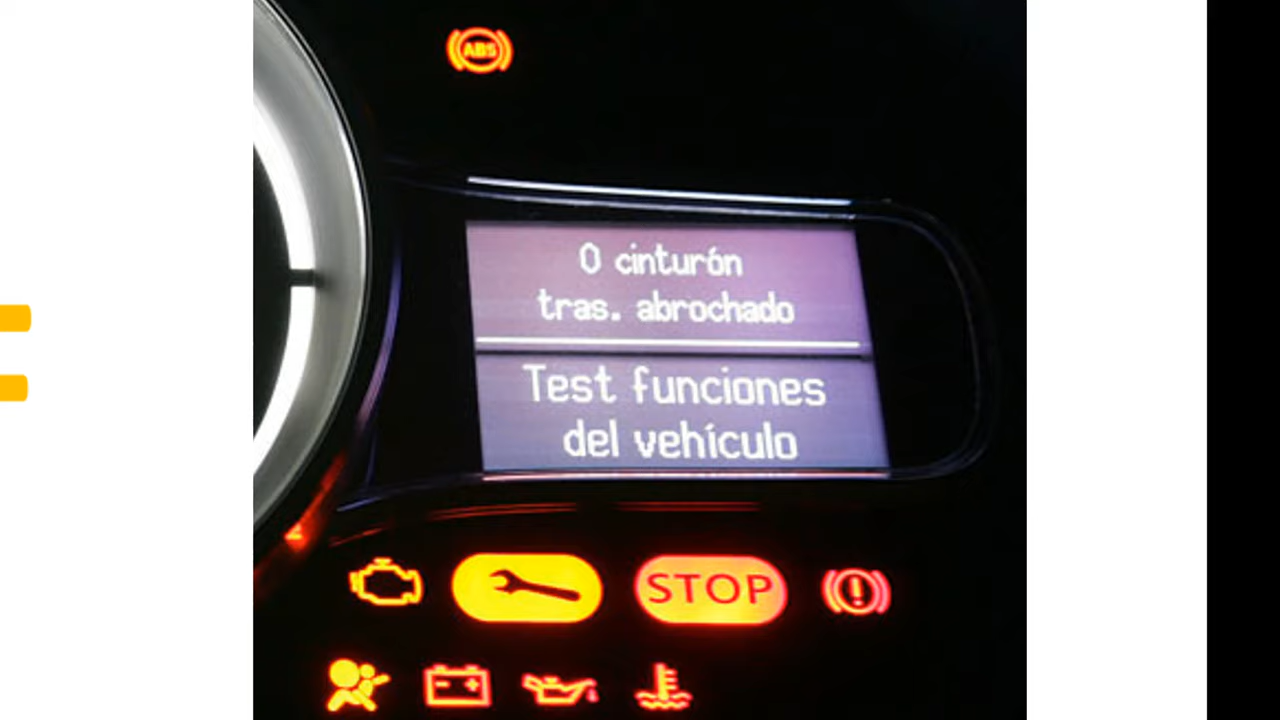 ABS
0 cinturón
tras. abrochado
Test funciones
del vehículo
STOP